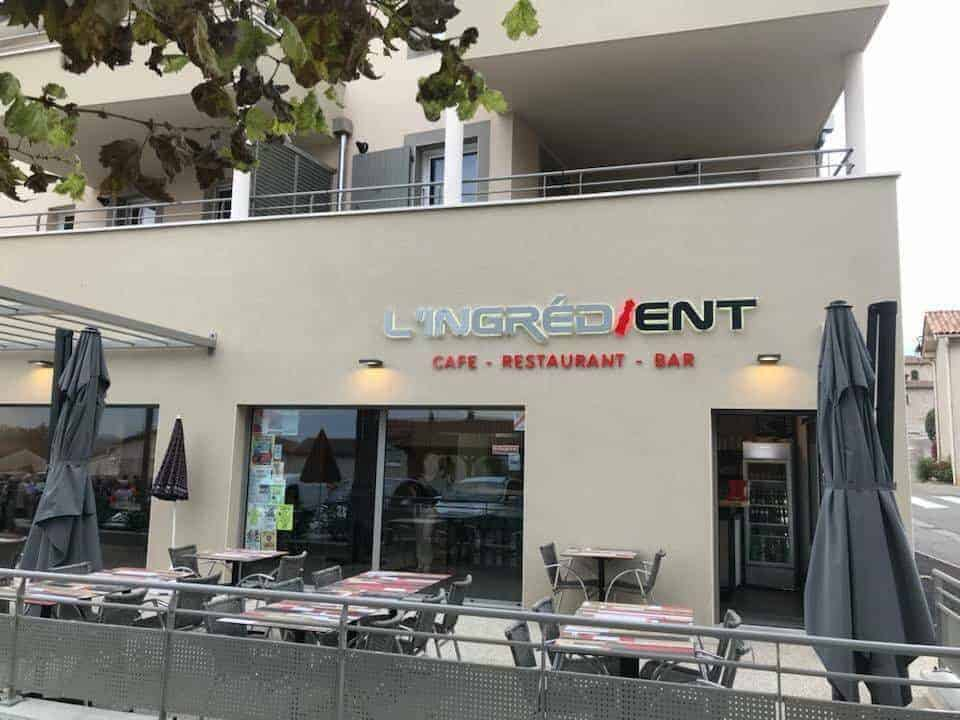 L'INGRÉDIENT
CAFE - RESTAURANT - BAR